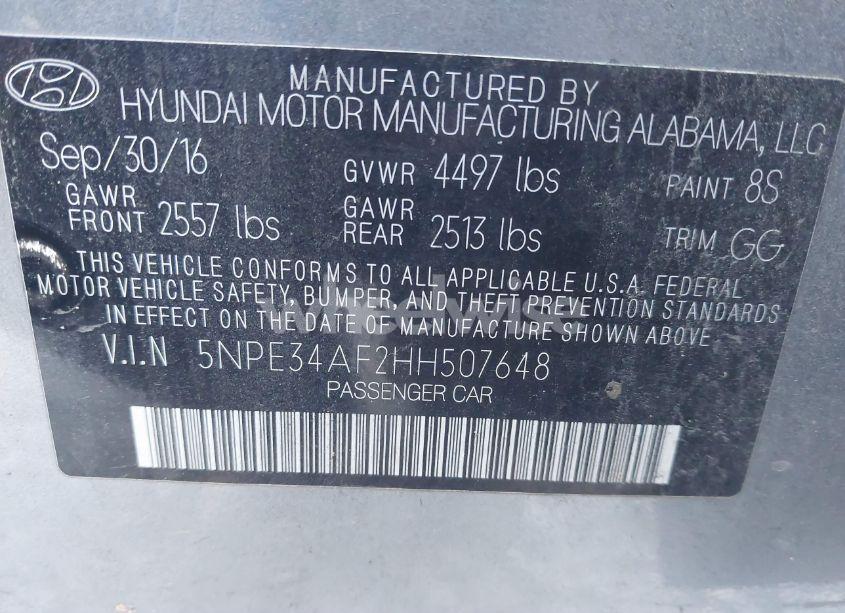 MANUFACTURED BY
HYUNDAI MOTOR MANUFACTURING ALABAMA, LLC
Sep/30/16 GVWR 4497 lbs PAINT 8S
GAWR FRONT 2557 lbs GAWR REAR 2513 lbs TRIM GG
THIS VEHICLE CONFORMS TO ALL APPLICABLE U.S.A. FEDERAL
MOTOR VEHICLE SAFETY, BUMPER, AND THEFT PREVENTION STANDARDS
IN EFFECT ON THE DATE OF MANUFACTURE SHOWN ABOVE
V.I.N 5NPE34AF2HH507648
PASSENGER CAR